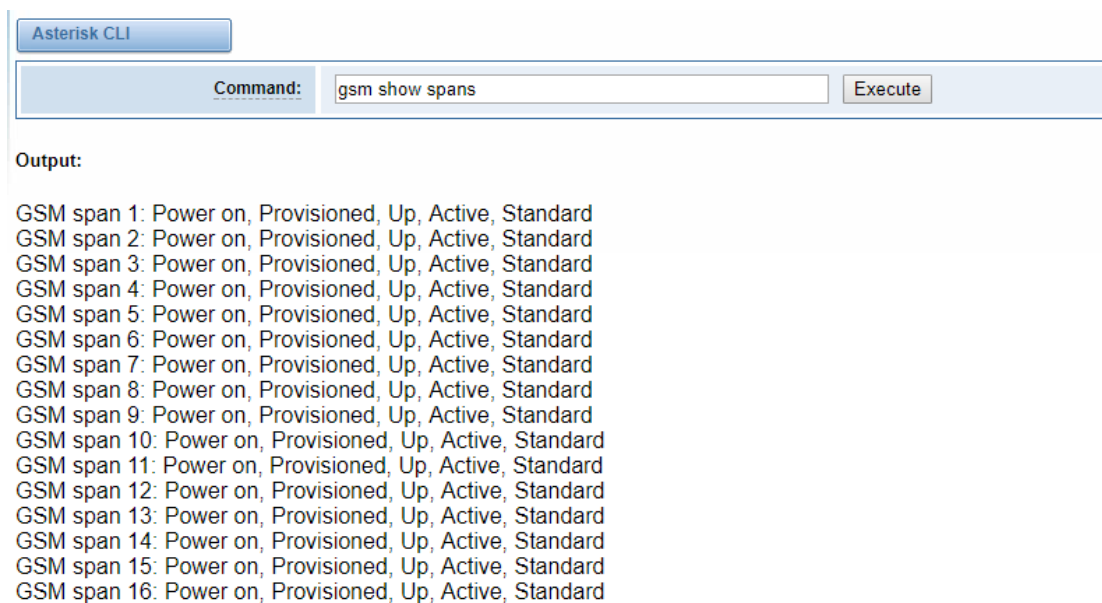 Asterisk CLI
Command: gsm show spans Execute
Output:
GSM span 1: Power on, Provisioned, Up, Active, Standard
GSM span 2: Power on, Provisioned, Up, Active, Standard
GSM span 3: Power on, Provisioned, Up, Active, Standard
GSM span 4: Power on, Provisioned, Up, Active, Standard
GSM span 5: Power on, Provisioned, Up, Active, Standard
GSM span 6: Power on, Provisioned, Up, Active, Standard
GSM span 7: Power on, Provisioned, Up, Active, Standard
GSM span 8: Power on, Provisioned, Up, Active, Standard
GSM span 9: Power on, Provisioned, Up, Active, Standard
GSM span 10: Power on, Provisioned, Up, Active, Standard
GSM span 11: Power on, Provisioned, Up, Active, Standard
GSM span 12: Power on, Provisioned, Up, Active, Standard
GSM span 13: Power on, Provisioned, Up, Active, Standard
GSM span 14: Power on, Provisioned, Up, Active, Standard
GSM span 15: Power on, Provisioned, Up, Active, Standard
GSM span 16: Power on, Provisioned, Up, Active, Standard